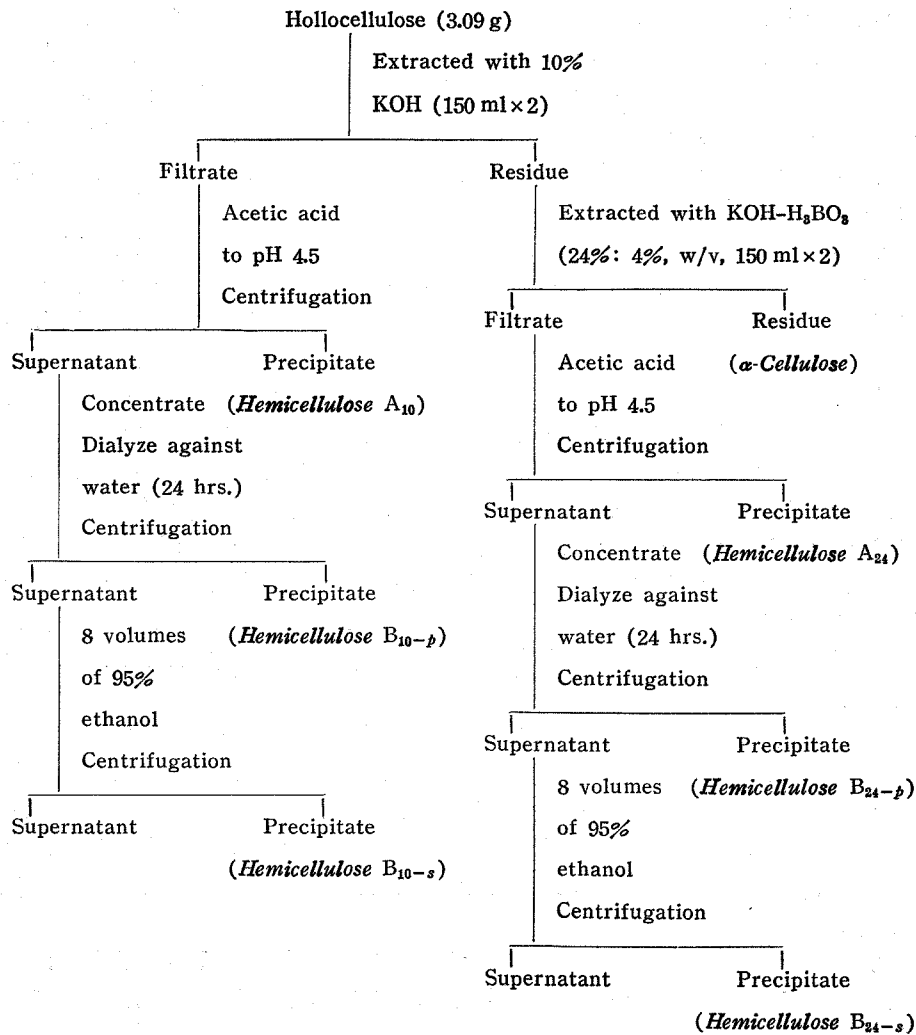 Hollocellulose (3.09 g)
Extracted with 10%
KOH (150 ml×2)
Filtrate
Residue
Acetic acid
to pH 4.5
Centrifugation
Extracted with KOH-H₃BO₃
(24%: 4%, w/v, 150 ml×2)
Supernatant
Precipitate
Concentrate (Hemicellulose A₁₀)
Dialyze against
water (24 hrs.)
Centrifugation
Filtrate
Residue
Acetic acid (α-Cellulose)
to pH 4.5
Centrifugation
Supernatant
Precipitate
8 volumes (Hemicellulose B₁₀₋p)
of 95%
ethanol
Centrifugation
Supernatant
Precipitate
Concentrate (Hemicellulose A₂₄)
Dialyze against
water (24 hrs.)
Centrifugation
Supernatant
Precipitate
(Hemicellulose B₁₀₋s)
Supernatant
Precipitate
8 volumes (Hemicellulose B₂₄₋p)
of 95%
ethanol
Centrifugation
Supernatant
Precipitate
(Hemicellulose B₂₄₋s)